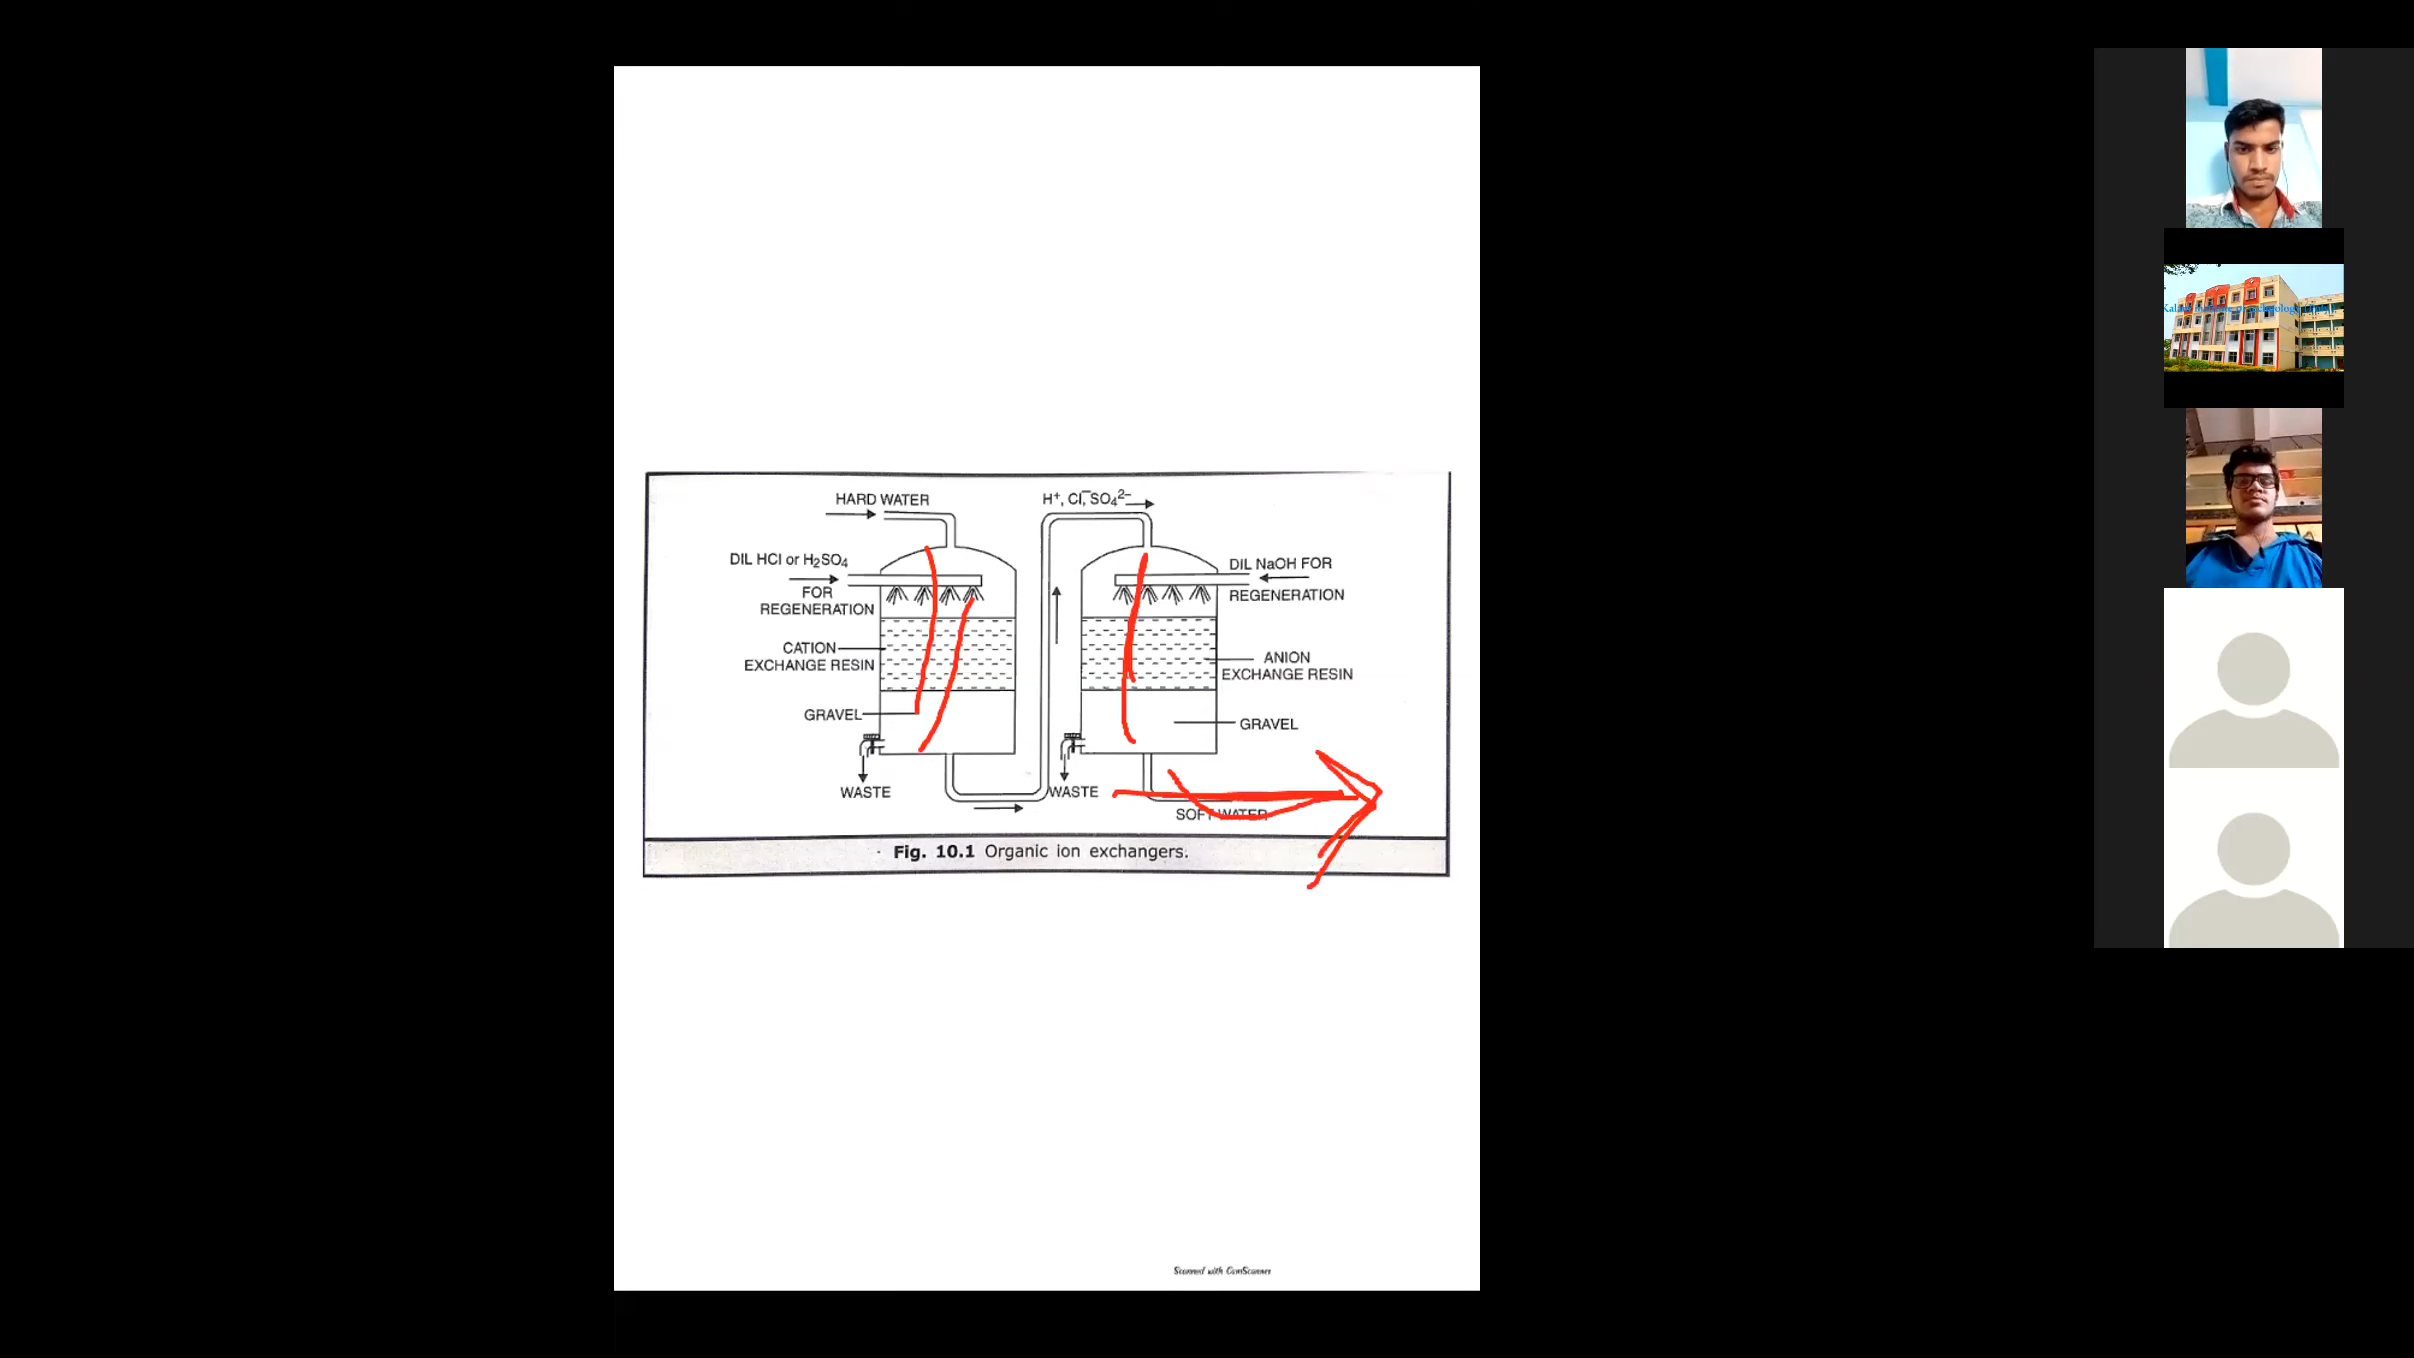 HARD WATER
H⁺, Cl⁻, SO₄²⁻
DIL HCl or H₂SO₄
FOR
REGENERATION
DIL NaOH FOR
REGENERATION
CATION
EXCHANGE RESIN
ANION
EXCHANGE RESIN
GRAVEL
GRAVEL
WASTE
WASTE
SOFT WATER
Fig. 10.1 Organic ion exchangers.
Scanned with CamScanner